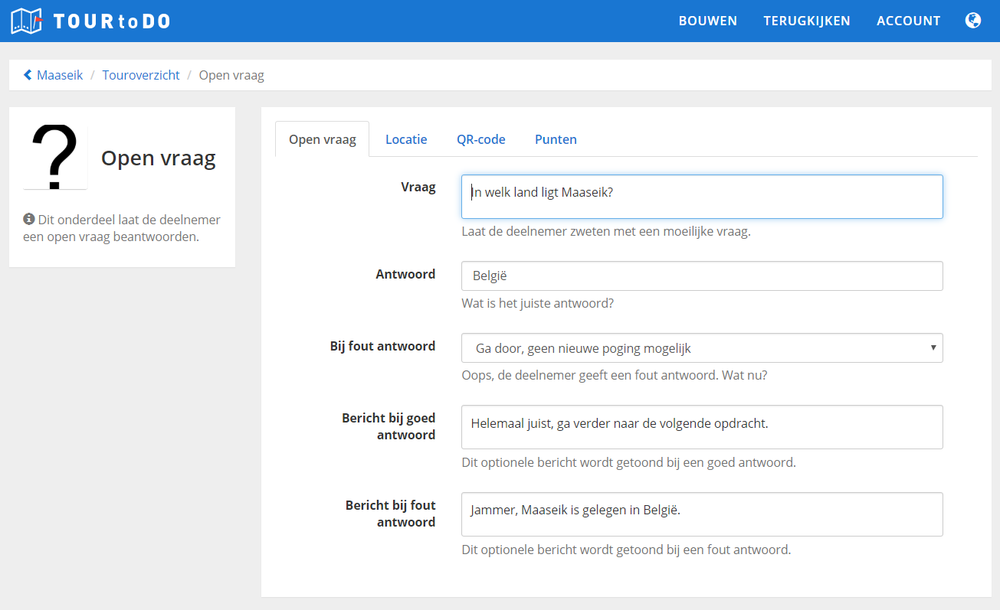 TOURtoDO
BOUWEN TERUGKIJKEN ACCOUNT
Maaseik / Touroverzicht / Open vraag
?
Open vraag
Dit onderdeel laat de deelnemer
een open vraag beantwoorden.
Open vraag Locatie QR-code Punten
Vraag
In welk land ligt Maaseik?
Laat de deelnemer zweten met een moeilijke vraag.
Antwoord
België
Wat is het juiste antwoord?
Bij fout antwoord
Ga door, geen nieuwe poging mogelijk
Oops, de deelnemer geeft een fout antwoord. Wat nu?
Bericht bij goed
antwoord
Helemaal juist, ga verder naar de volgende opdracht.
Dit optionele bericht wordt getoond bij een goed antwoord.
Bericht bij fout
antwoord
Jammer, Maaseik is gelegen in België.
Dit optionele bericht wordt getoond bij een fout antwoord.